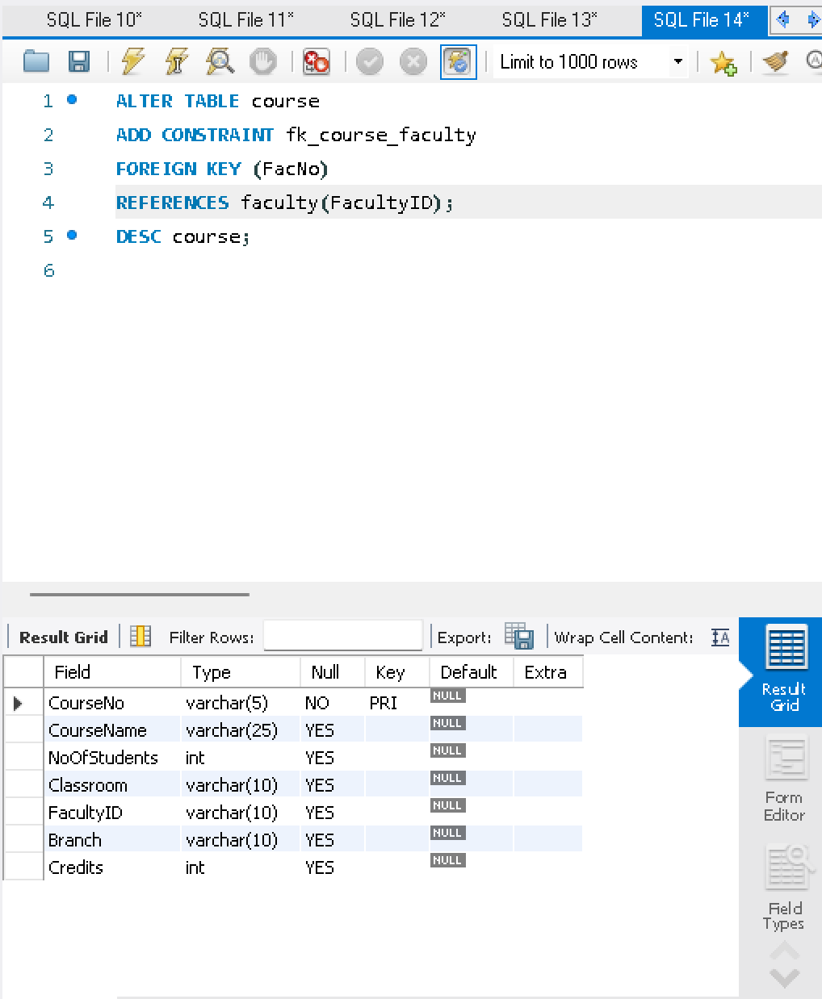 SQL File 10* SQL File 11* SQL File 12* SQL File 13* SQL File 14*
Limit to 1000 rows
1 ALTER TABLE course
2 ADD CONSTRAINT fk_course_faculty
3 FOREIGN KEY (FacNo)
4 REFERENCES faculty(FacultyID);
5 DESC course;
6
Result Grid Filter Rows: Export: Wrap Cell Content: IA
Field Type Null Key Default Extra
CourseNo varchar(5) NO PRI NULL
CourseName varchar(25) YES NULL
NoOfStudents int YES NULL
Classroom varchar(10) YES NULL
FacultyID varchar(10) YES NULL
Branch varchar(10) YES NULL
Credits int YES NULL
Result
Grid
Form
Editor
Field
Types